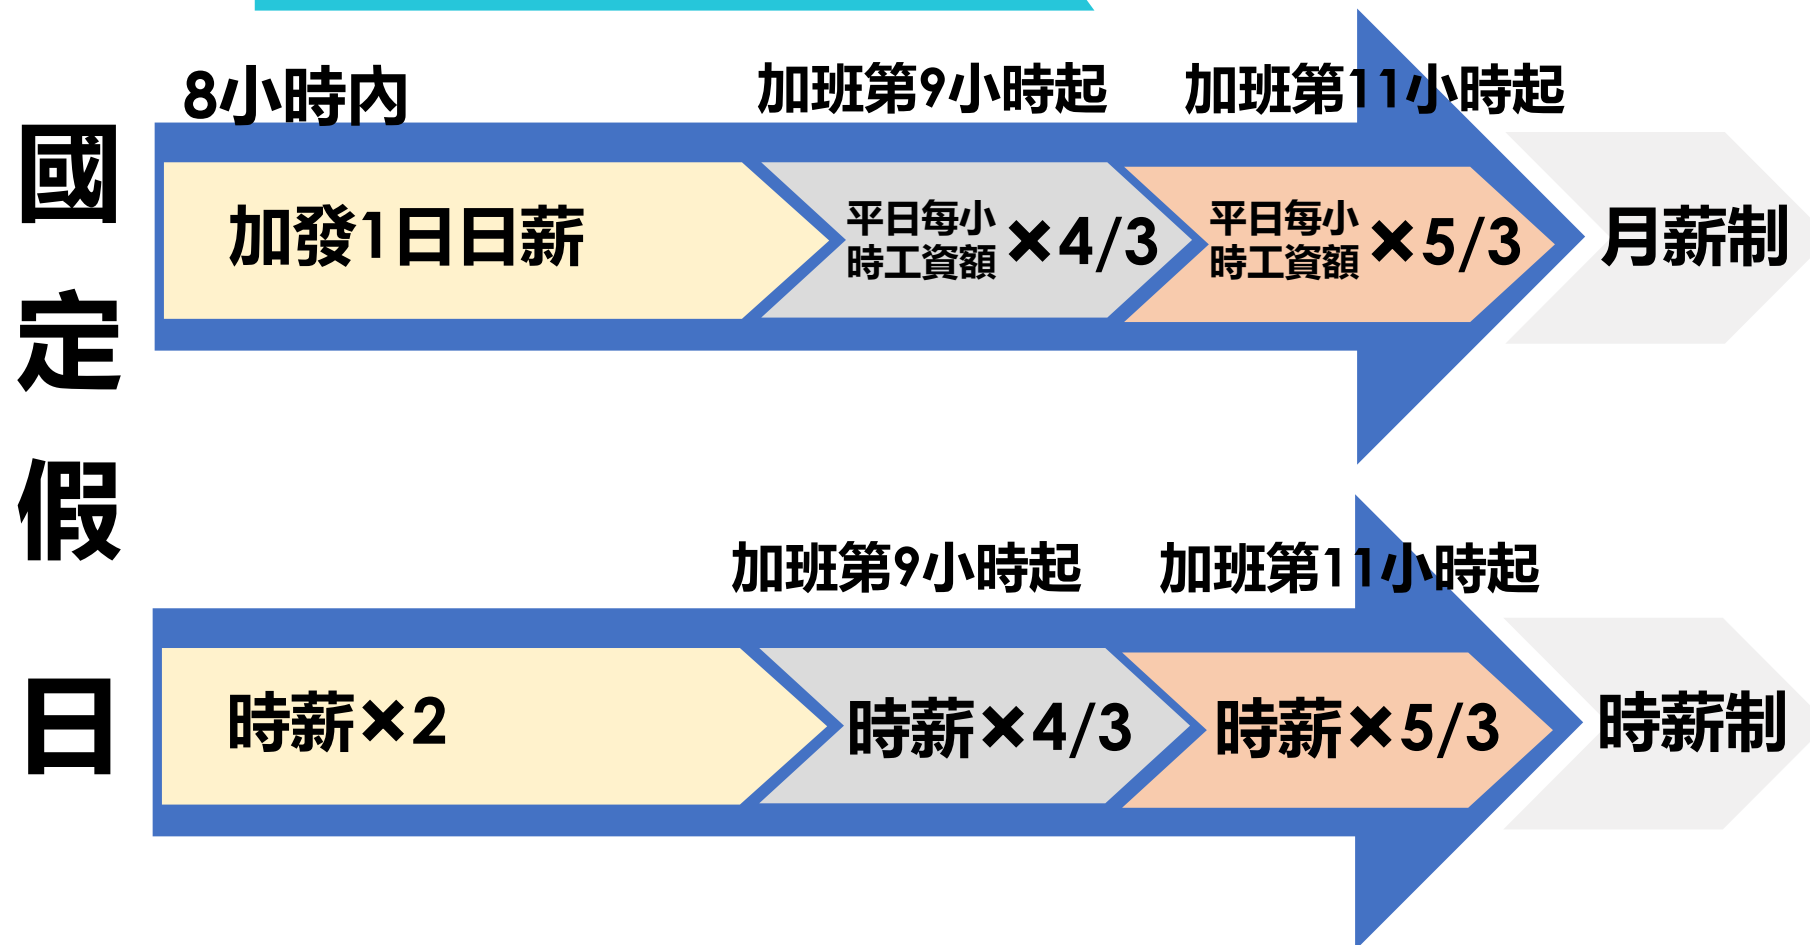 國定假日
8小時內
加班第9小時起
加班第11小時起
加發1日日薪
平日每小
時工資額
×4/3
平日每小
時工資額
×5/3
月薪制
加班第9小時起
加班第11小時起
時薪×2
時薪×4/3
時薪×5/3
時薪制